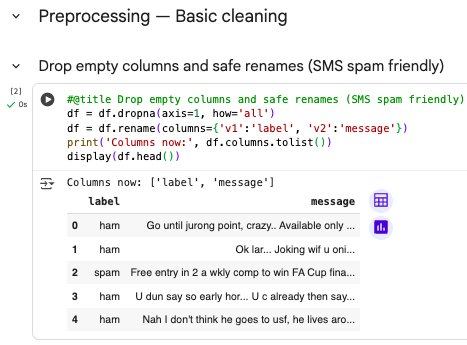 Preprocessing — Basic cleaning
Drop empty columns and safe renames (SMS spam friendly)
[2]
0s
#@title Drop empty columns and safe renames (SMS spam friendly)
df = df.dropna(axis=1, how='all')
df = df.rename(columns={'v1':'label', 'v2':'message'})
print('Columns now:', df.columns.tolist())
display(df.head())
Columns now: ['label', 'message']
label message
0 ham Go until jurong point, crazy.. Available only ...
1 ham Ok lar... Joking wif u oni...
2 spam Free entry in 2 a wkly comp to win FA Cup fina...
3 ham U dun say so early hor... U c already then say...
4 ham Nah I don't think he goes to usf, he lives aro...